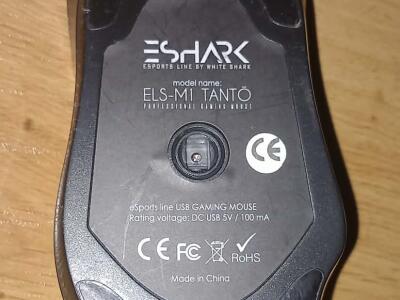 ESHARK
ESPORTS LINE BY WHITE SHARK
model name:
ELS-M1 TANTŌ
PROFESSIONAL GAMING MOUSE
CE
eSports line USB GAMING MOUSE
Rating voltage: DC USB 5V / 100 mA
CE FC RoHS
Made in China